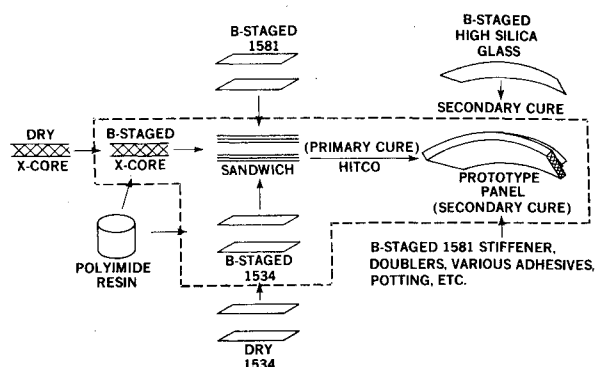 B-STAGED
1581
B-STAGED
HIGH SILICA
GLASS
SECONDARY CURE
DRY
X-CORE
B-STAGED
X-CORE
SANDWICH
(PRIMARY CURE)
HITCO
PROTOTYPE
PANEL
(SECONDARY CURE)
POLYIMIDE
RESIN
B-STAGED
1534
B-STAGED 1581 STIFFENER,
DOUBLERS, VARIOUS ADHESIVES,
POTTING, ETC.
DRY
1534